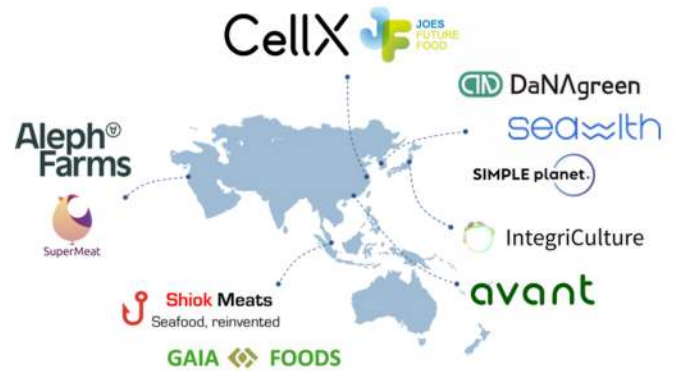 CellX
JOES
FUTURE
FOOD
DaNAgreen
seawith
SIMPLE planet.
IntegriCulture
avant
Aleph
Farms
SuperMeat
Shiok Meats
Seafood, reinvented
GAIA FOODS